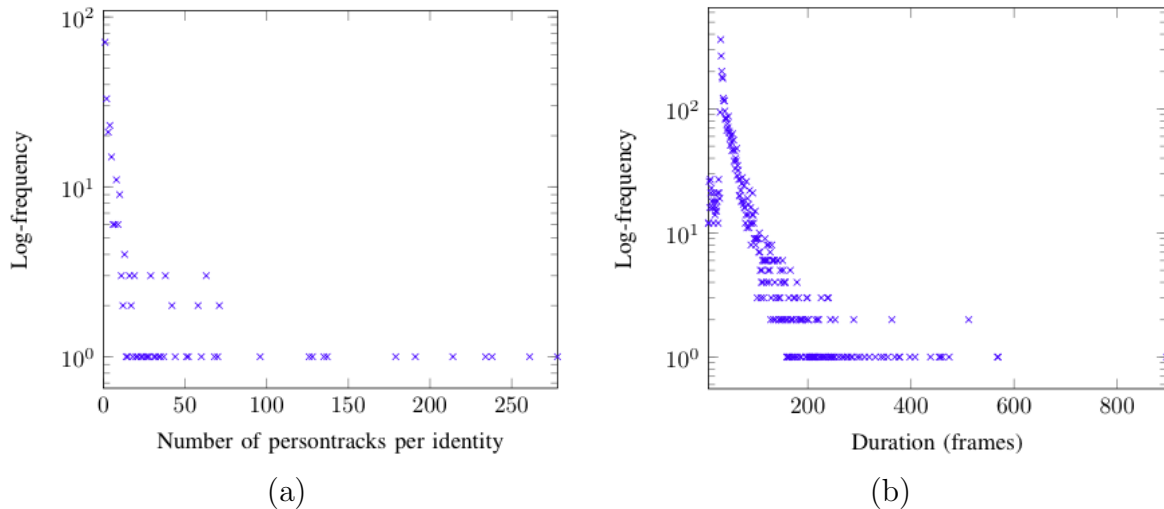 10^2
10^1
10^0
Log-frequency
0 50 100 150 200 250
Number of persontracks per identity
(a)
10^2
10^1
10^0
Log-frequency
200 400 600 800
Duration (frames)
(b)